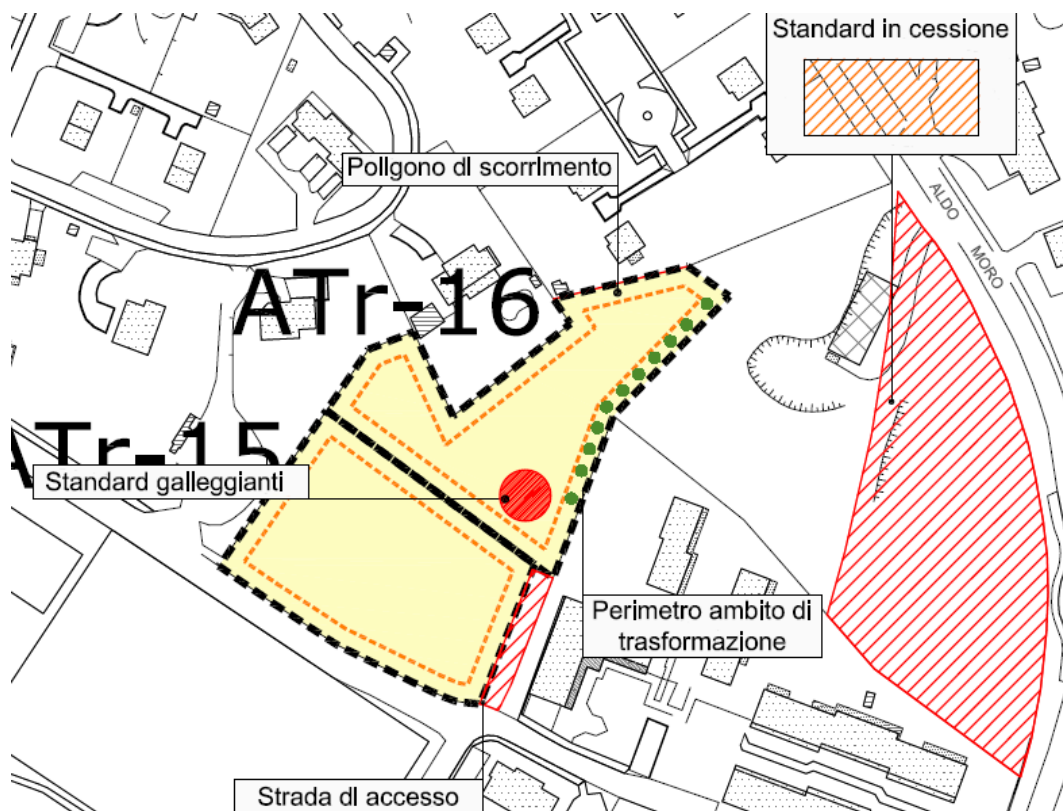 Standard in cessione
Poligono di scorrimento
ALDO
MORO
ATr-16
ATr-15
Standard galleggianti
Perimetro ambito di
trasformazione
Strada di accesso